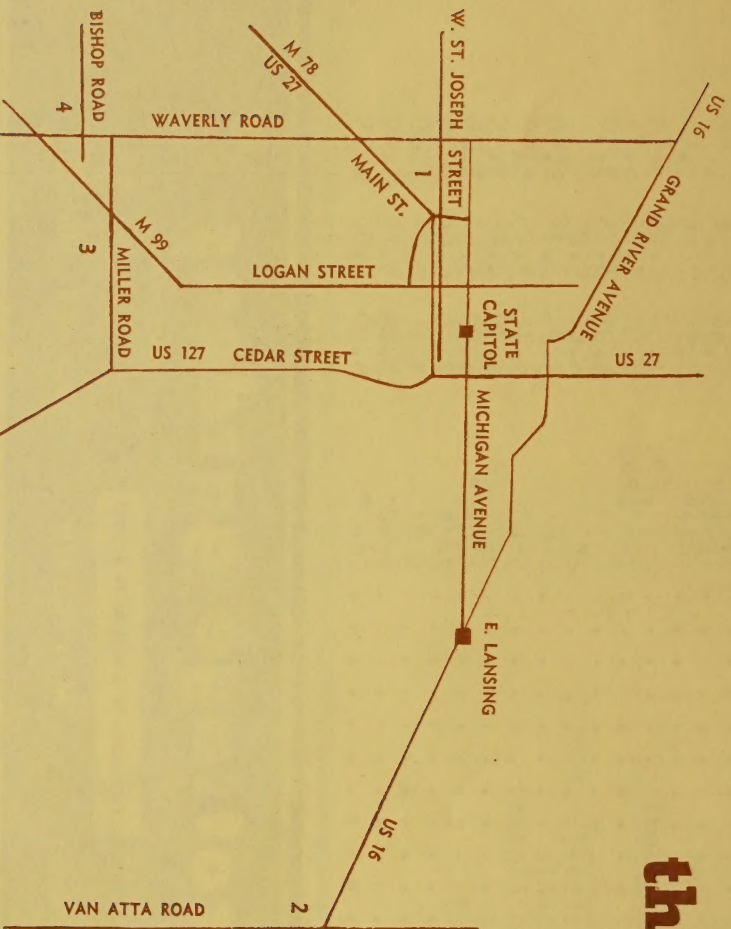 th
US 16
GRAND RIVER AVENUE
US 27
W. ST. JOSEPH STREET
STATE
CAPITOL
MICHIGAN AVENUE
E. LANSING
M 78
US 27
MAIN ST.
1
WAVERLY ROAD
LOGAN STREET
US 127 CEDAR STREET
US 16
BISHOP ROAD
4
M 99
3
MILLER ROAD
2
VAN ATTA ROAD